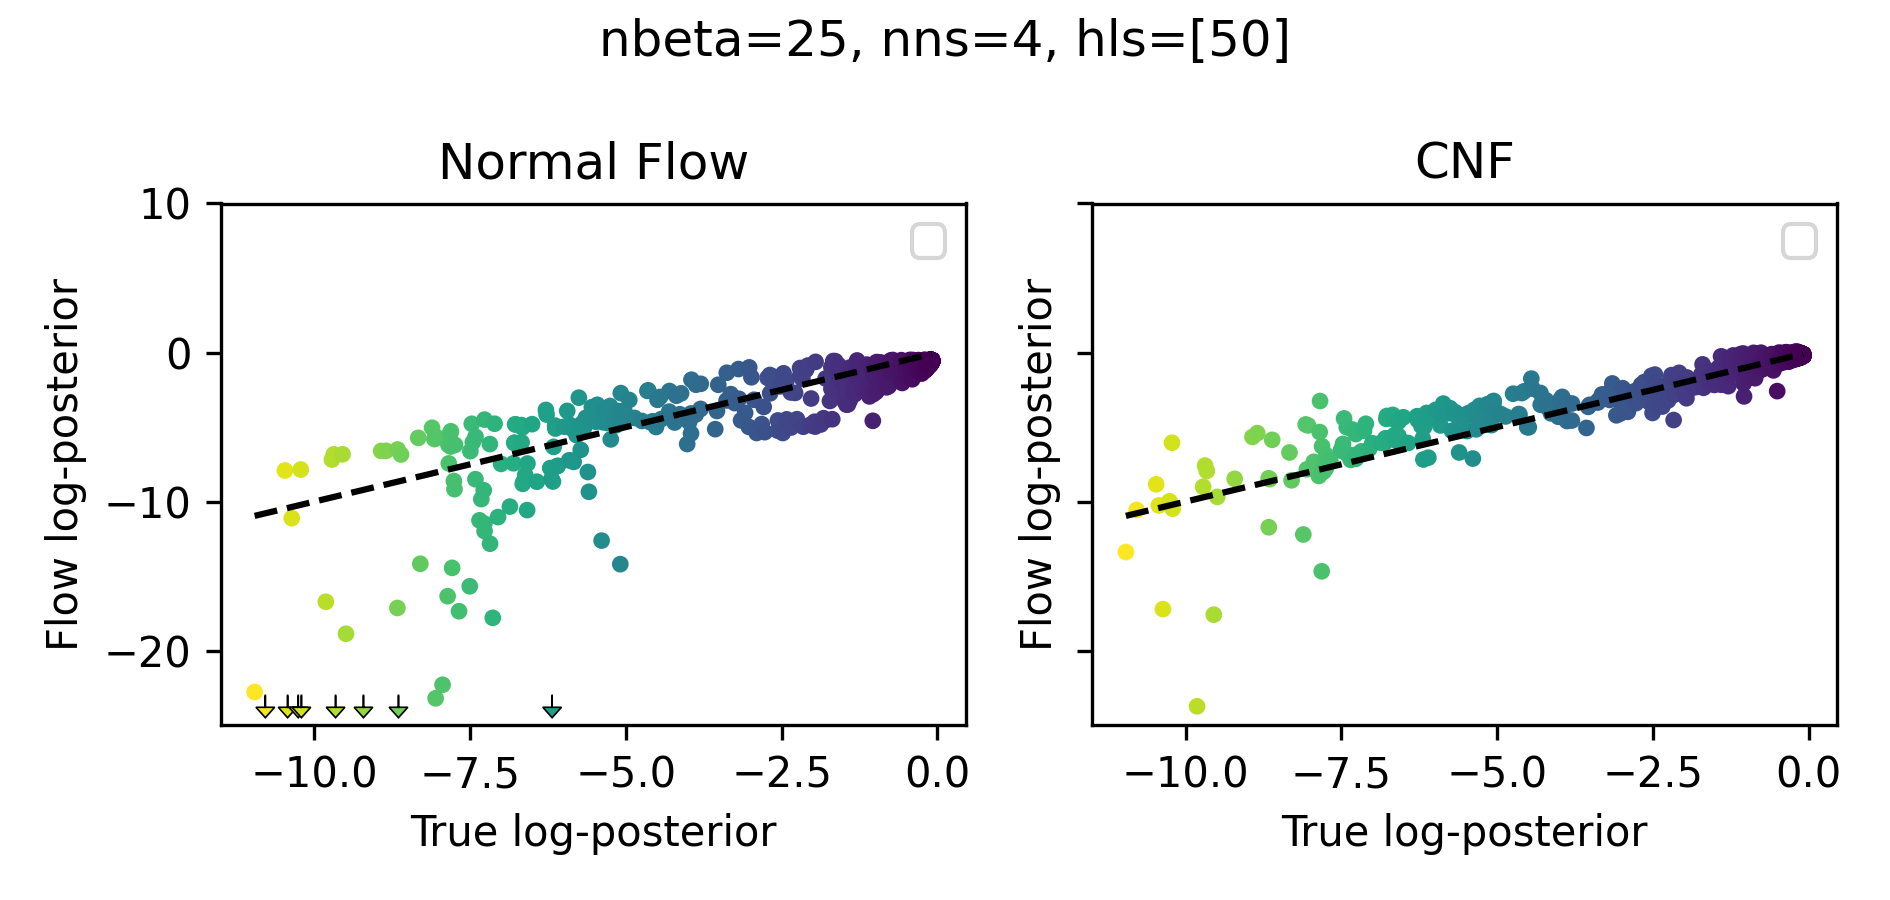 nbeta=25, nns=4, hls=[50]
Normal Flow
CNF
10
0
−10
−20
Flow log-posterior
Flow log-posterior
−10.0 −7.5 −5.0 −2.5 0.0
−10.0 −7.5 −5.0 −2.5 0.0
True log-posterior
True log-posterior